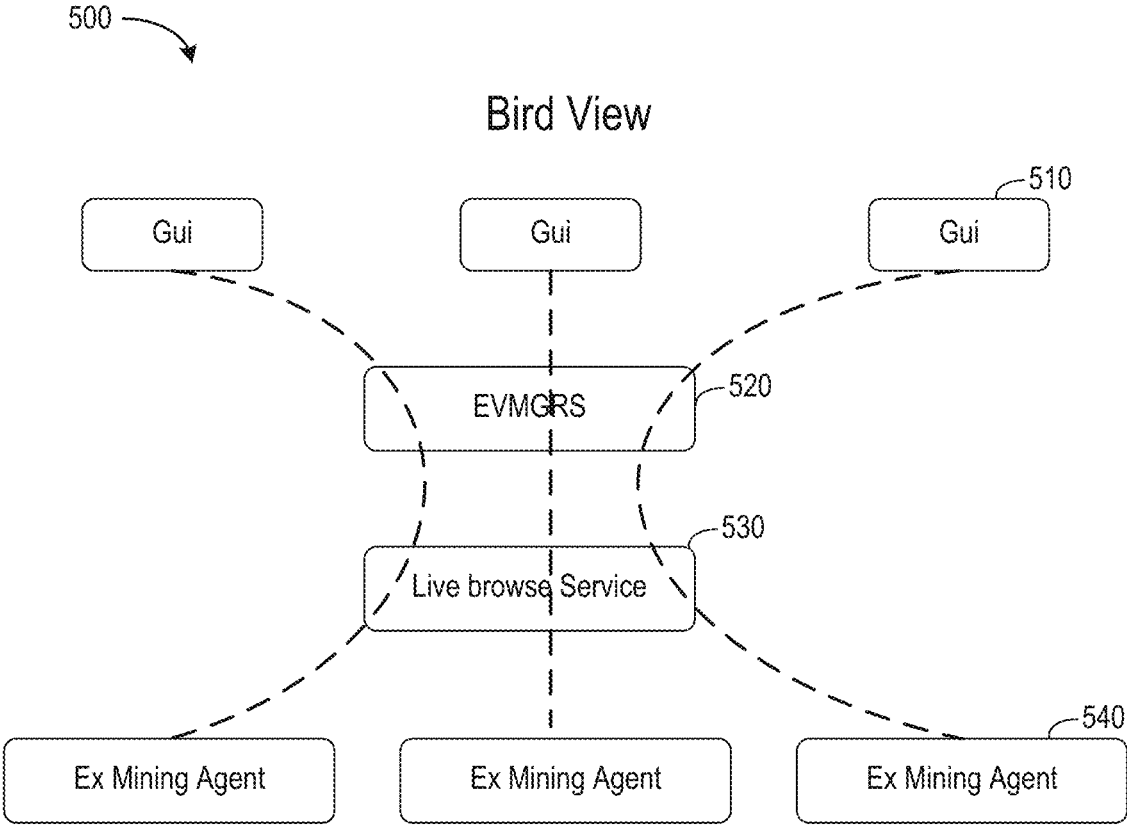 500
Bird View
510
Gui Gui Gui
520
EVMGRS
530
Live browse Service
540
Ex Mining Agent Ex Mining Agent Ex Mining Agent